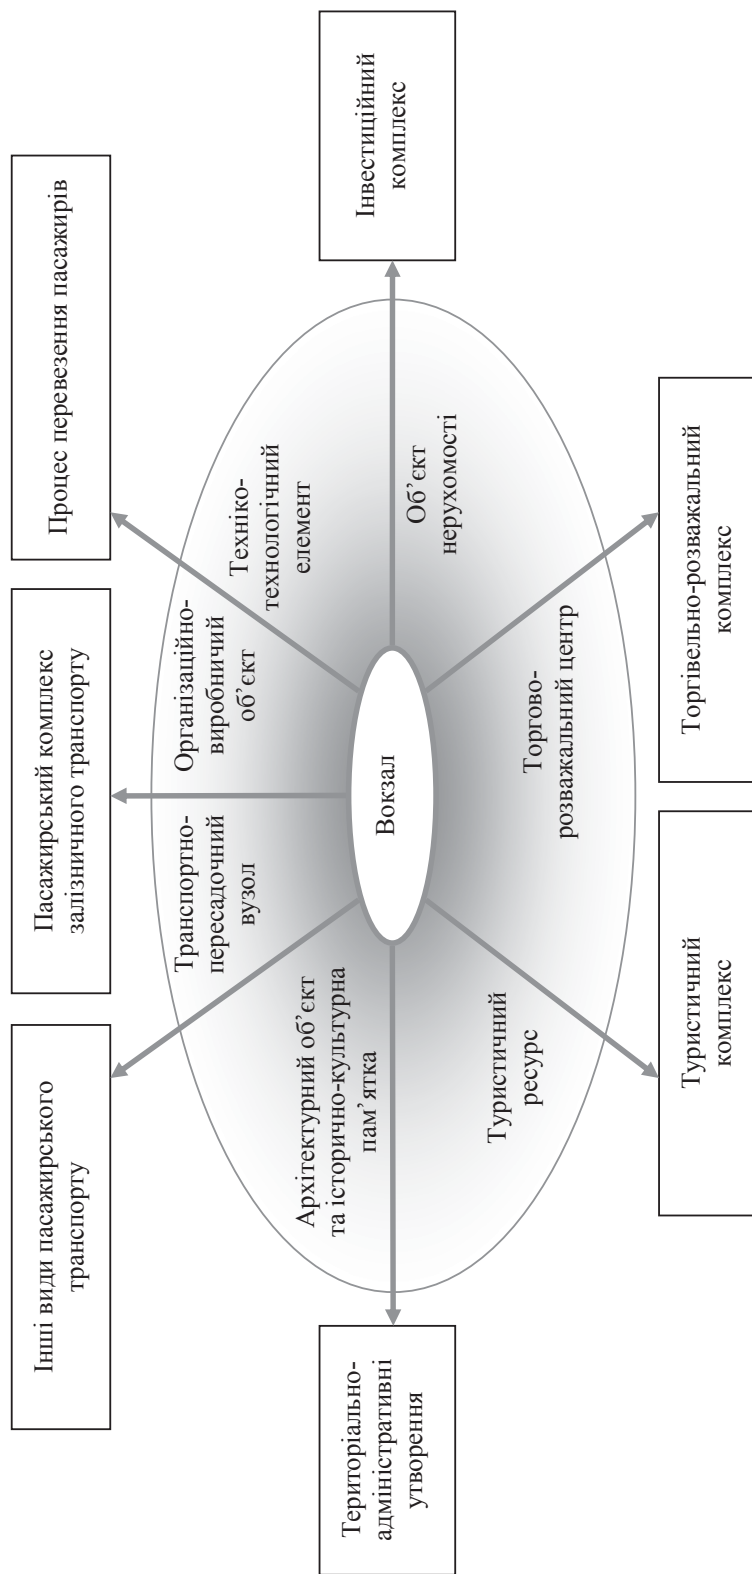 Інші види пасажирського
транспорту
Пасажирський комплекс
залізничного транспорту
Процес перевезення пасажирів
Транспортно-
пересадочний
вузол
Організаційно-
виробничий
об’єкт
Техніко-
технологічний
елемент
Територіально-
адміністративні
утворення
Архітектурний об’єкт
та історично-культурна
пам’ятка
Вокзал
Об’єкт
нерухомості
Інвестиційний
комплекс
Туристичний
ресурс
Торгово-
розважальний центр
Туристичний
комплекс
Торгівельно-розважальний
комплекс